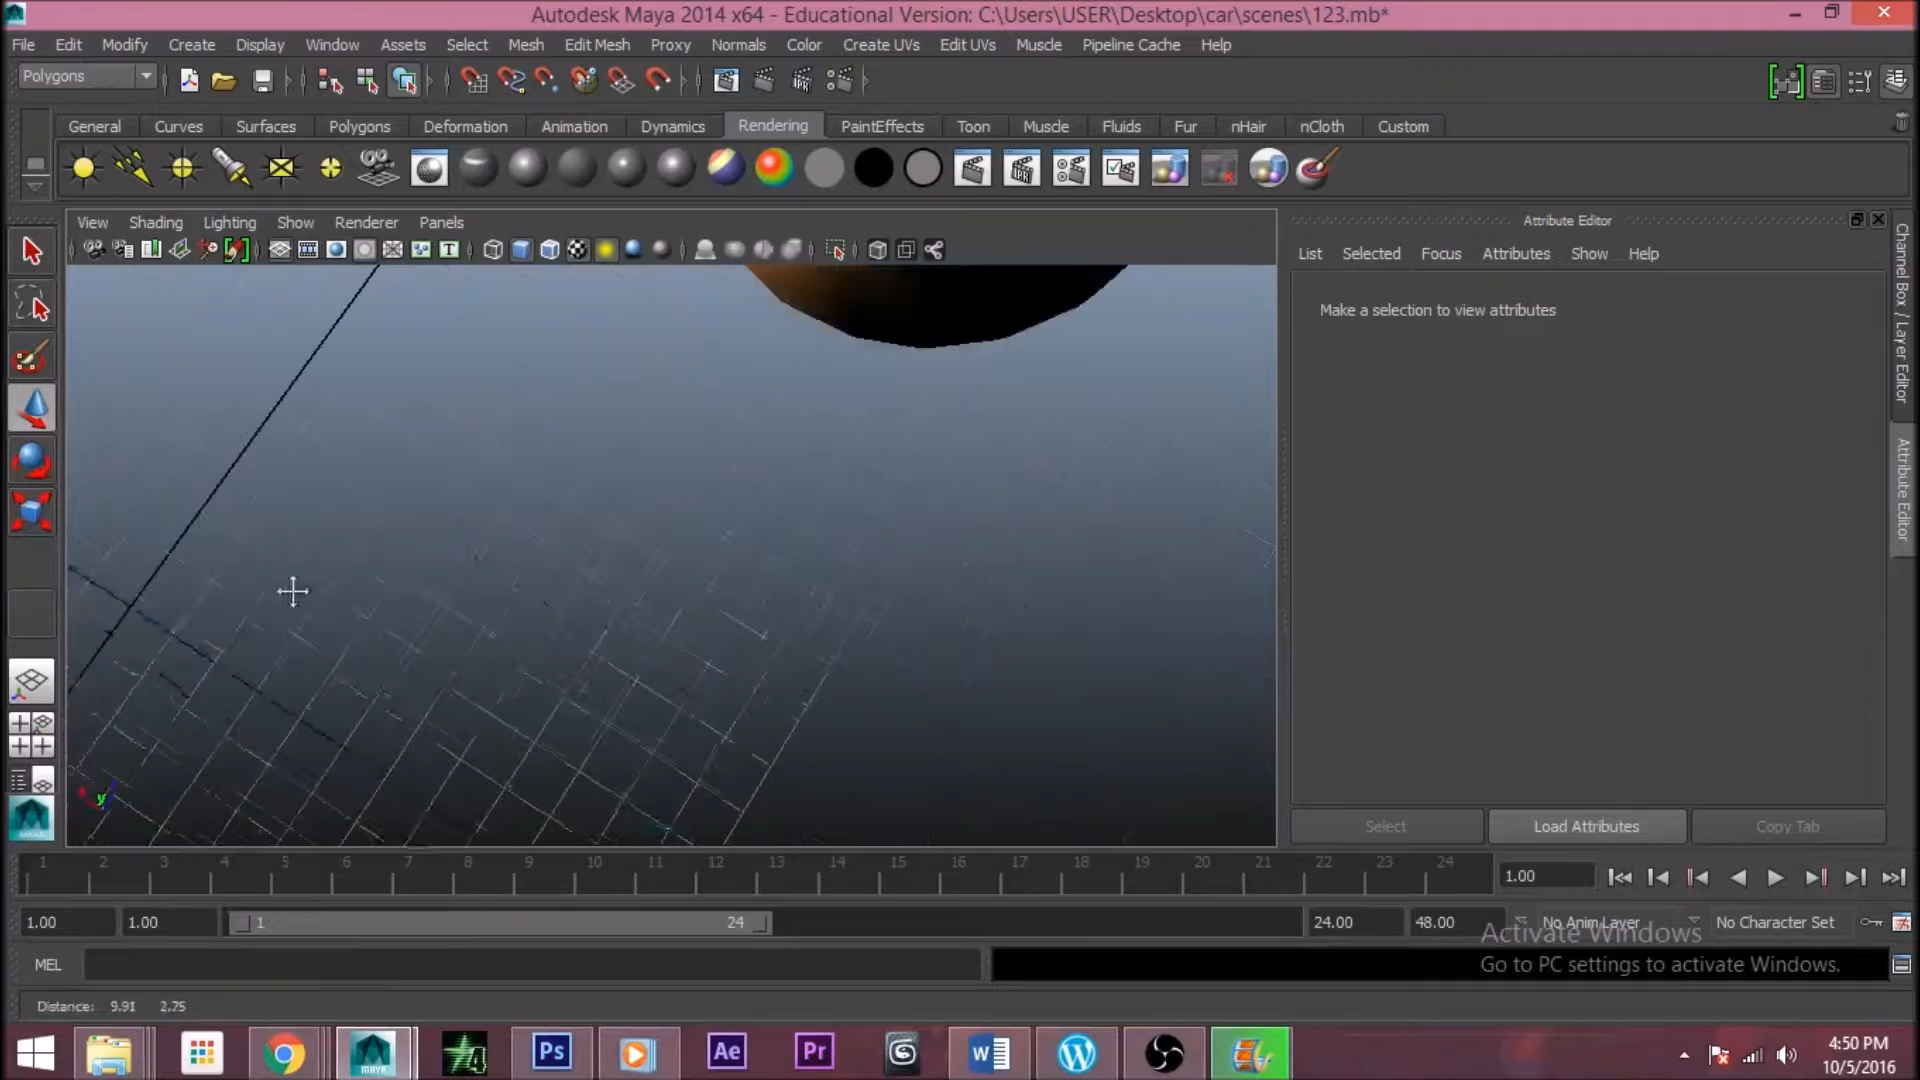 Autodesk Maya 2014 x64 - Educational Version: C:\Users\USER\Desktop\car\scenes\123.mb*
File Edit Modify Create Display Window Assets Select Mesh Edit Mesh Proxy Normals Color Create UVs Edit UVs Muscle Pipeline Cache Help
Polygons
General Curves Surfaces Polygons Deformation Animation Dynamics Rendering PaintEffects Toon Muscle Fluids Fur nHair nCloth Custom
View Shading Lighting Show Renderer Panels
Attribute Editor
List Selected Focus Attributes Show Help
Make a selection to view attributes
Channel Box / Layer Editor
Attribute Editor
y
Select Load Attributes Copy Tab
1 2 3 4 5 6 7 8 9 10 11 12 13 14 15 16 17 18 19 20 21 22 23 24 1.00
1.00 1.00 1 24 24.00 48.00 No Anim Layer No Character Set
Activate Windows
Go to PC settings to activate Windows.
MEL
Distance: 9.91 2.75
MAYA Ps Ae Pr W
4:50 PM
10/5/2016